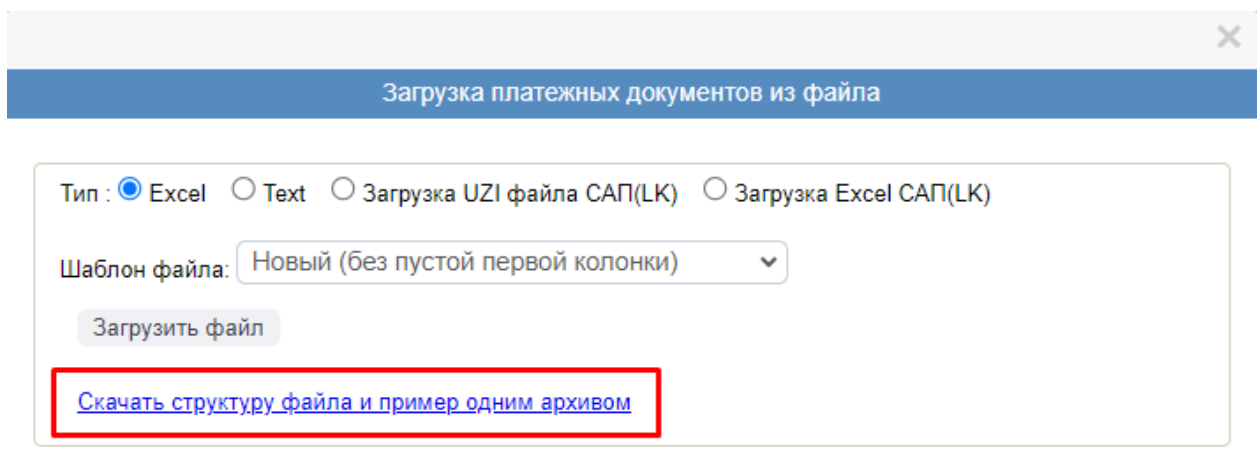 Загрузка платежных документов из файла
Тип : Excel Text Загрузка UZI файла САП(LK) Загрузка Excel САП(LK)
Шаблон файла: Новый (без пустой первой колонки)
Загрузить файл
Скачать структуру файла и пример одним архивом